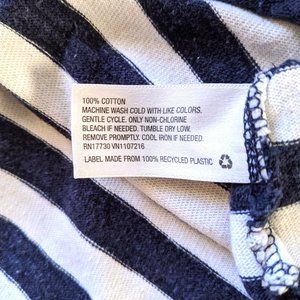 100% COTTON
MACHINE WASH COLD WITH LIKE COLORS,
GENTLE CYCLE. ONLY NON-CHLORINE
BLEACH IF NEEDED. TUMBLE DRY LOW.
REMOVE PROMPTLY. COOL IRON IF NEEDED.
RN17730 VN1107216
LABEL MADE FROM 100% RECYCLED PLASTIC